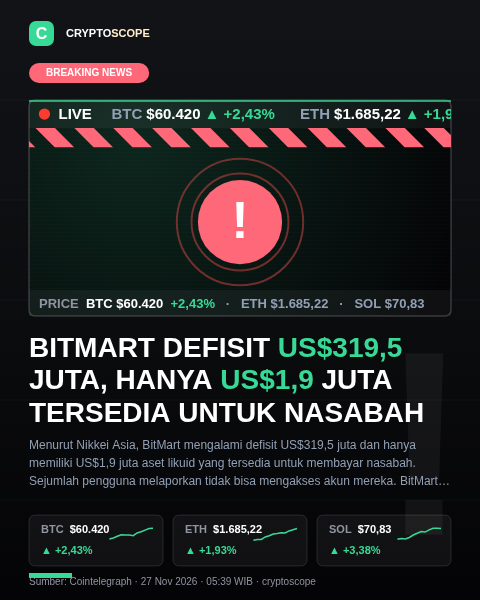 C CRYPTOSCOPE
BREAKING NEWS
LIVE BTC $60.420 ▲ +2,43% ETH $1.685,22 ▲ +1,9
!
PRICE BTC $60.420 +2,43% · ETH $1.685,22 · SOL $70,83
BITMART DEFISIT US$319,5
JUTA, HANYA US$1,9 JUTA
TERSEDIA UNTUK NASABAH
Menurut Nikkei Asia, BitMart mengalami defisit US$319,5 juta dan hanya
memiliki US$1,9 juta aset likuid yang tersedia untuk membayar nasabah.
Sejumlah pengguna melaporkan tidak bisa mengakses akun mereka. BitMart…
BTC $60.420 ETH $1.685,22 SOL $70,83
▲ +2,43% ▲ +1,93% ▲ +3,38%
Sumber: Cointelegraph · 27 Nov 2026 · 05:39 WIB · cryptoscope